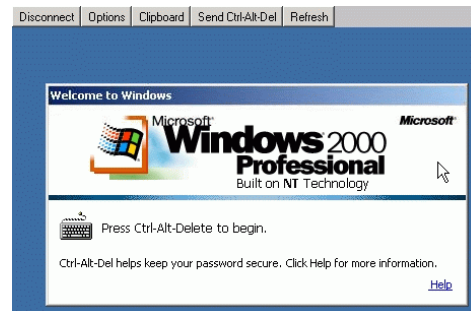 Disconnect Options Clipboard Send Ctrl-Alt-Del Refresh
Welcome to Windows
Microsoft
Microsoft
Windows 2000
Professional
Built on NT Technology
Press Ctrl-Alt-Delete to begin.
Ctrl-Alt-Del helps keep your password secure. Click Help for more information.
Help